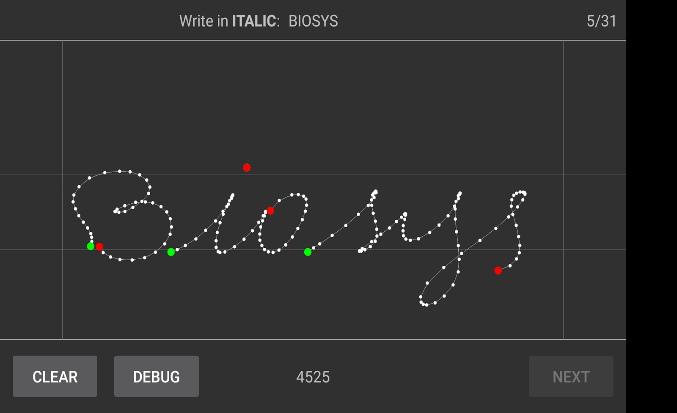 Write in ITALIC: BIOSYS 5/31
Biosys
CLEAR DEBUG 4525 NEXT